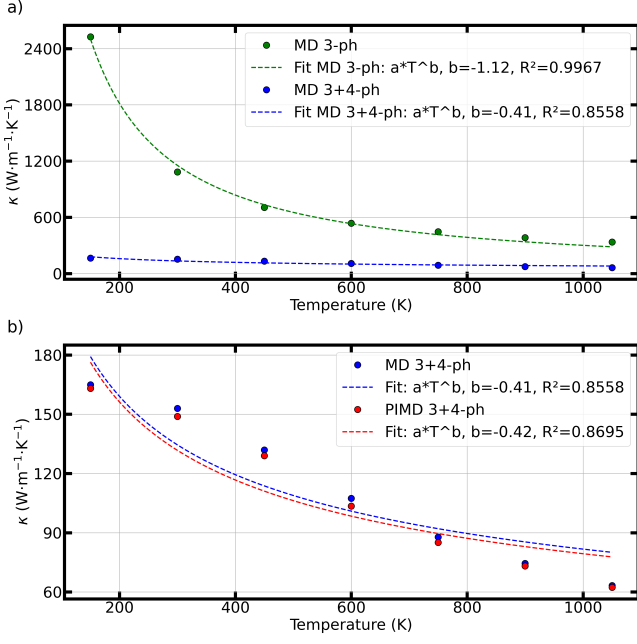 a)
κ (W·m⁻¹·K⁻¹)
2400
1800
1200
600
0
MD 3-ph
Fit MD 3-ph: a*T^b, b=-1.12, R²=0.9967
MD 3+4-ph
Fit MD 3+4-ph: a*T^b, b=-0.41, R²=0.8558
200 400 600 800 1000
Temperature (K)
b)
κ (W·m⁻¹·K⁻¹)
180
150
120
90
60
MD 3+4-ph
Fit: a*T^b, b=-0.41, R²=0.8558
PIMD 3+4-ph
Fit: a*T^b, b=-0.42, R²=0.8695
200 400 600 800 1000
Temperature (K)